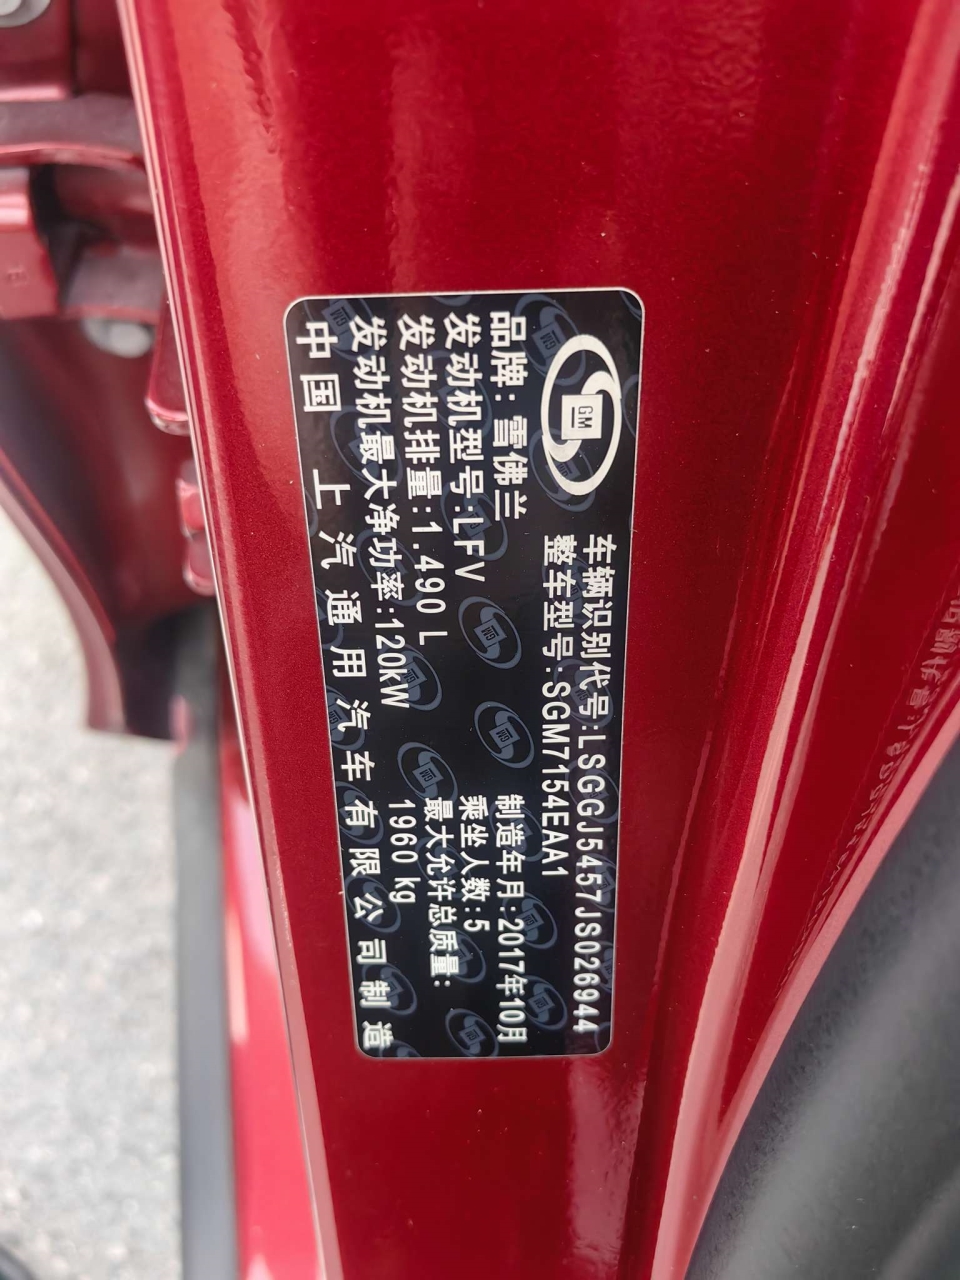 GM
车辆识别代号:LSGGJ5457JS026944
整车型号:SGM7154EAA1
品牌: 雪佛兰
制造年月:2017年10月
发动机型号:LFV
乘坐人数:5
发动机排量:1.490 L
最大允许总质量:
发动机最大净功率:120kW
1960 kg
中国 上汽通用汽车有限公司制造